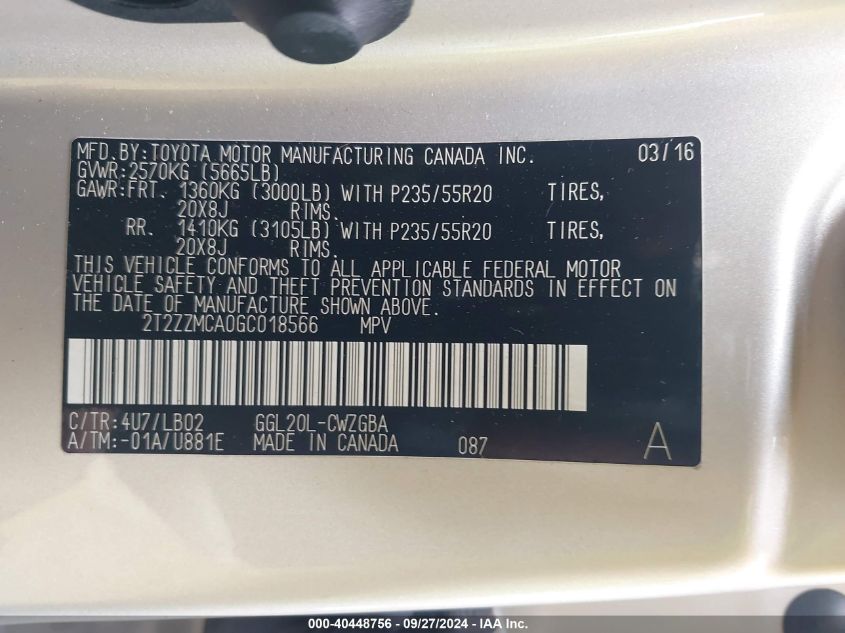 MFD.BY:TOYOTA MOTOR MANUFACTURING CANADA INC. 03/16
GVWR:2570KG (5665LB)
GAWR:FRT. 1360KG (3000LB) WITH P235/55R20 TIRES,
20X8J RIMS.
RR. 1410KG (3105LB) WITH P235/55R20 TIRES,
20X8J RIMS.
THIS VEHICLE CONFORMS TO ALL APPLICABLE FEDERAL MOTOR
VEHICLE SAFETY AND THEFT PREVENTION STANDARDS IN EFFECT ON
THE DATE OF MANUFACTURE SHOWN ABOVE.
2T2ZZMCA0GC018566 MPV
C/TR:4U7/LB02 GGL20L-CWZGBA
A/TM:-01A/U881E MADE IN CANADA 087 A
000-40448756 - 09/27/2024 - IAA Inc.